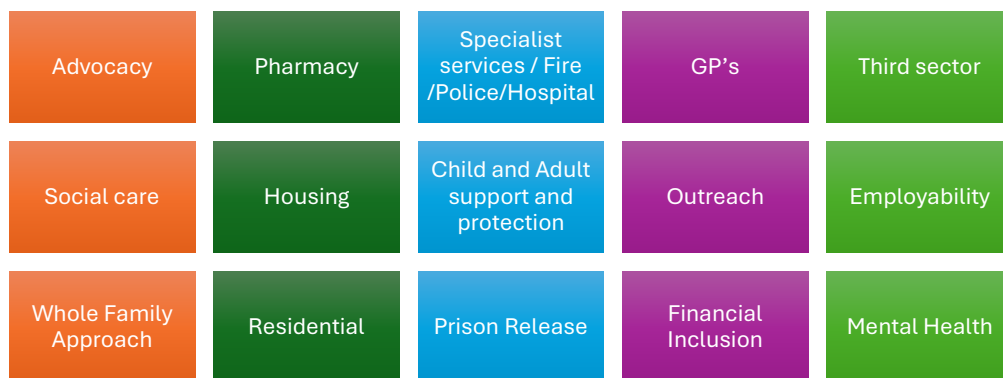 Advocacy
Pharmacy
Specialist
services / Fire
/Police/Hospital
GP’s
Third sector
Social care
Housing
Child and Adult
support and
protection
Outreach
Employability
Whole Family
Approach
Residential
Prison Release
Financial
Inclusion
Mental Health